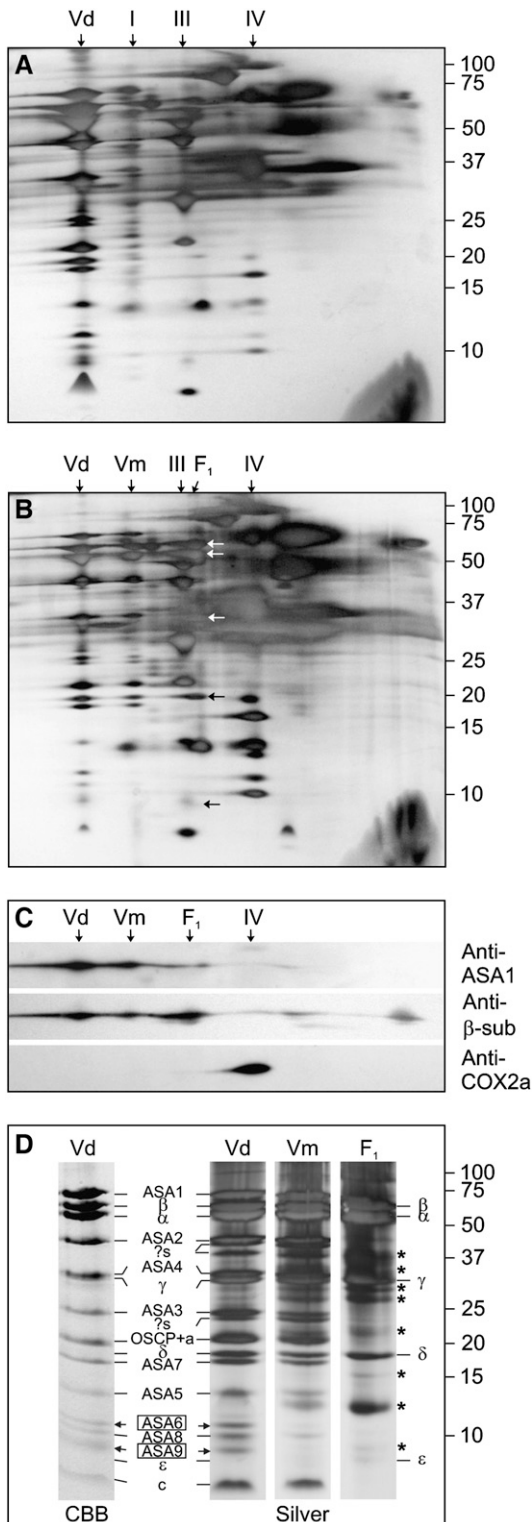 Vd I III IV
A
100
75
50
37
25
20
15
10
Vd Vm III F₁ IV
B
100
75
50
37
25
20
15
10
C Vd Vm F₁ IV
Anti-
ASA1
Anti-
β-sub
Anti-
COX2a
D
Vd Vd Vm F₁
100
75
50
37
25
20
15
10
ASA1
β β
α α
ASA2
?s
*
ASA4
γ γ
*
*
ASA3
?s
*
OSCP+a
δ δ
ASA7
*
ASA5
*
ASA6
ASA8
ASA9
*
ε ε
c
CBB Silver